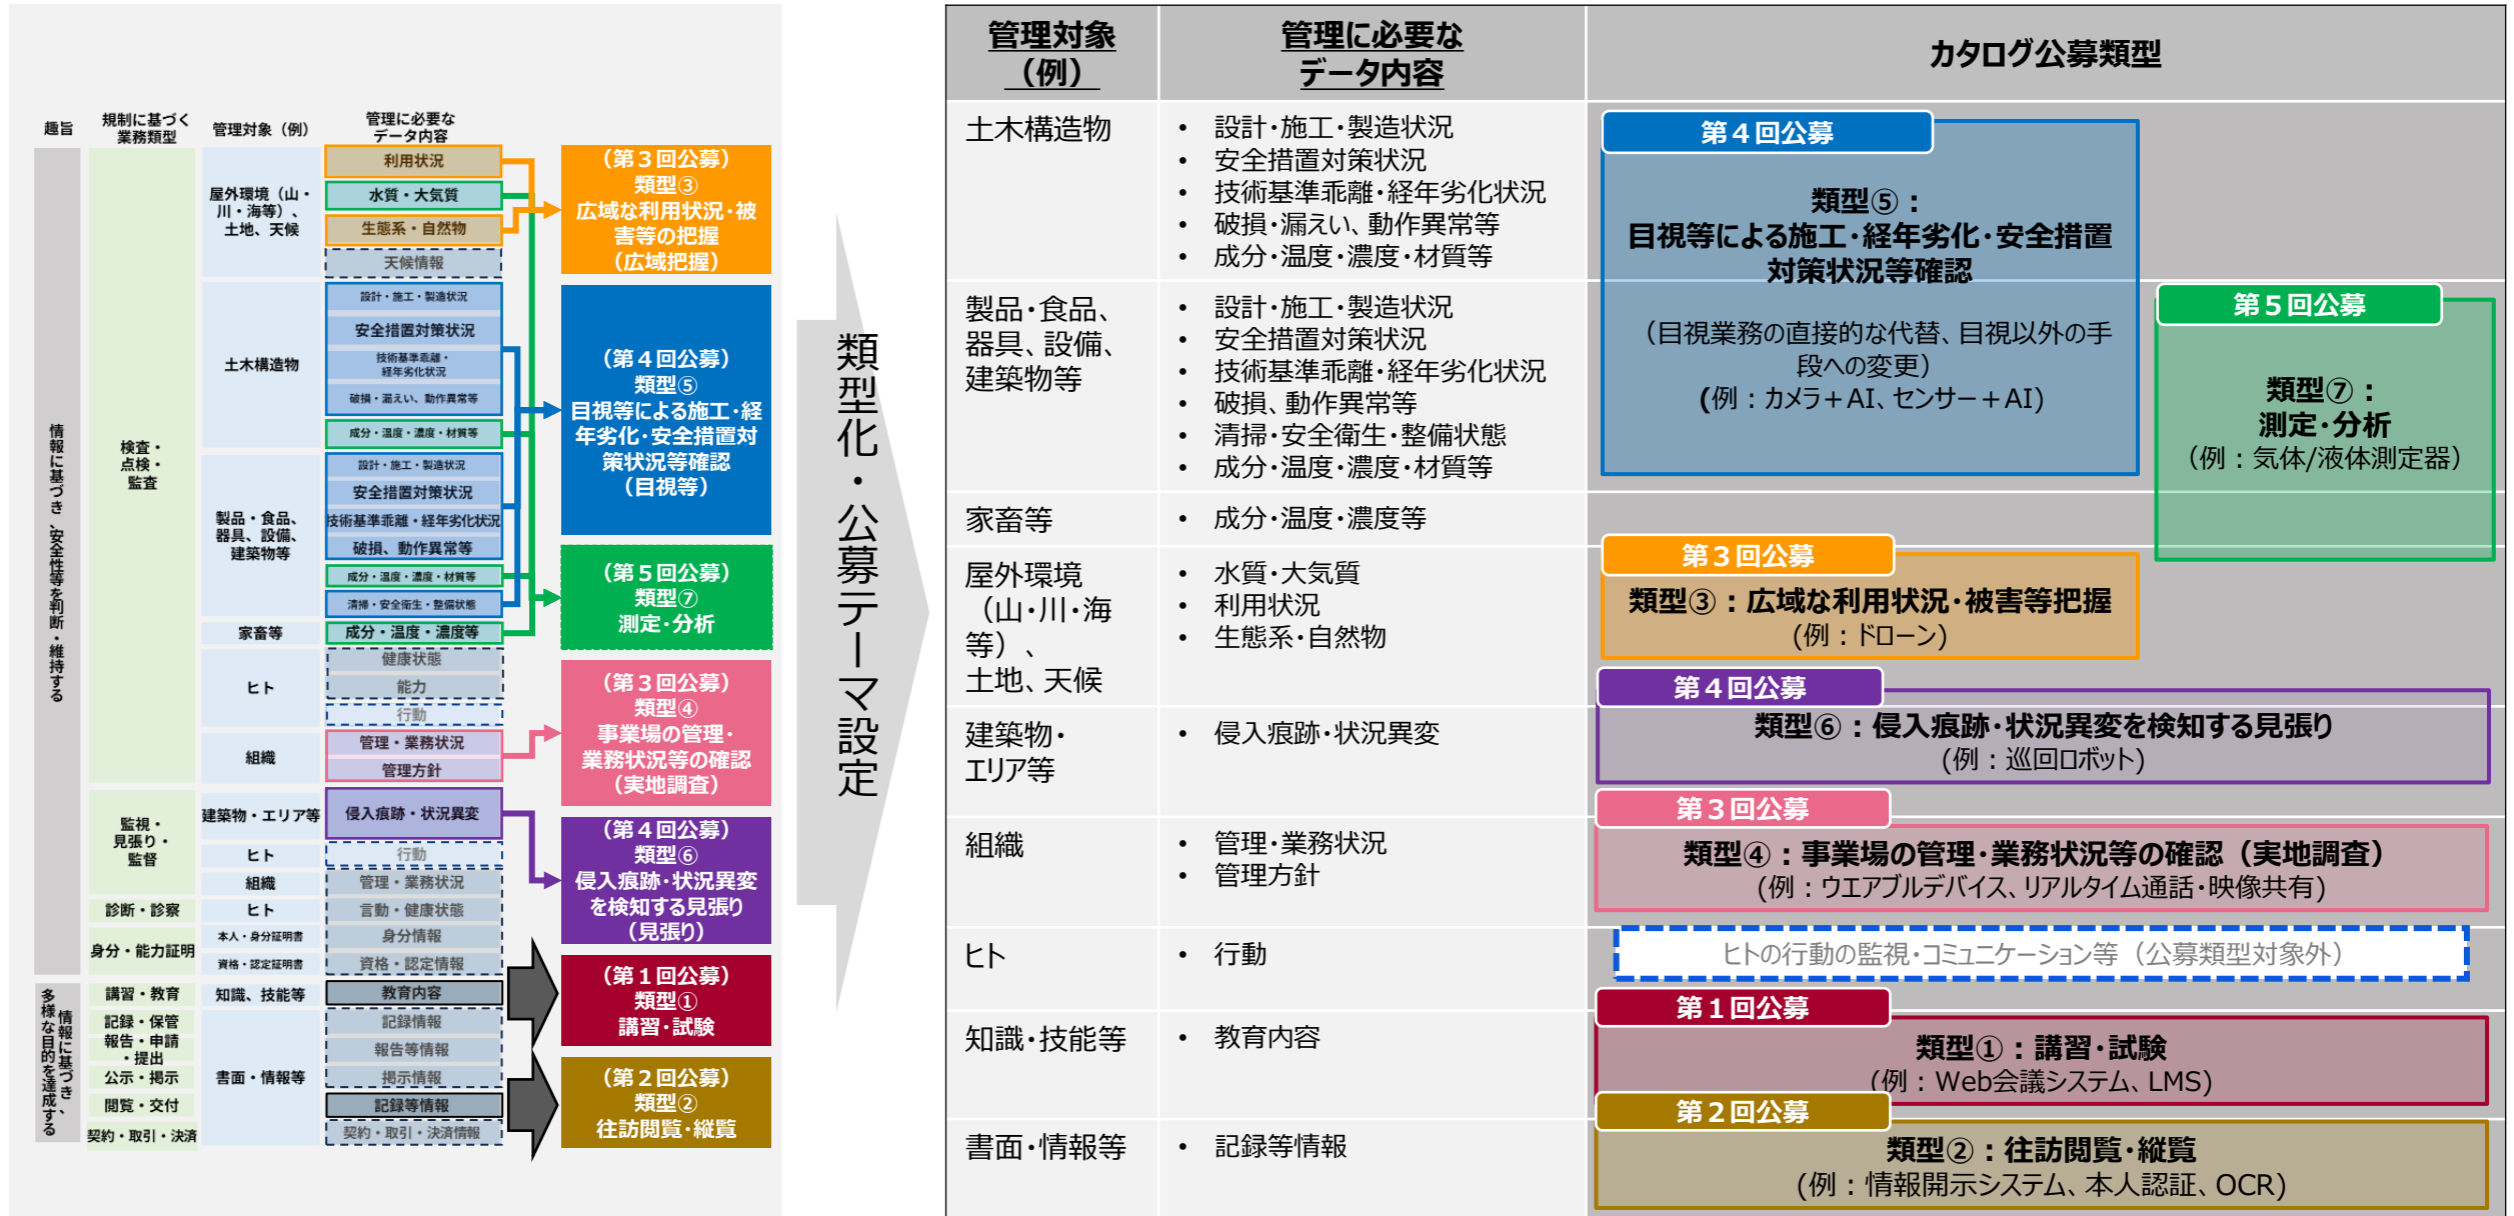 趣旨
規制に基づく
業務類型
管理対象（例）
管理に必要な
データ内容
情報に基づき、安全性等を判断・維持する
検査・
点検・
監査
屋外環境（山・
川・海等）、
土地、天候
利用状況
水質・大気質
生態系・自然物
天候情報
土木構造物
設計・施工・製造状況
安全措置対策状況
技術基準乖離・
経年劣化状況
破損・漏えい、動作異常等
成分・温度・濃度・材質等
製品・食品、
器具、設備、
建築物等
設計・施工・製造状況
安全措置対策状況
技術基準乖離・経年劣化状況
破損、動作異常等
成分・温度・濃度・材質等
清掃・安全衛生・整備状態
家畜等
成分・温度・濃度等
ヒト
健康状態
能力
行動
組織
管理・業務状況
管理方針
監視・
見張り・
監督
建築物・エリア等
侵入痕跡・状況異変
ヒト
行動
組織
管理・業務状況
診断・診察
ヒト
言動・健康状態
身分・能力証明
本人・身分証明書
身分情報
資格・認定証明書
資格・認定情報
情報に基づき、
多様な目的を達成する
講習・教育
知識、技能等
教育内容
記録・保管
報告・申請
・提出
公示・掲示
閲覧・交付
契約・取引・決済
書面・情報等
記録情報
報告等情報
掲示情報
記録等情報
契約・取引・決済情報
（第３回公募）
類型③
広域な利用状況・被
害等の把握
（広域把握）
（第４回公募）
類型⑤
目視等による施工・経
年劣化・安全措置対
策状況等確認
（目視等）
（第５回公募）
類型⑦
測定・分析
（第３回公募）
類型④
事業場の管理・
業務状況等の確認
（実地調査）
（第４回公募）
類型⑥
侵入痕跡・状況異変
を検知する見張り
（見張り）
（第１回公募）
類型①
講習・試験
（第２回公募）
類型②
往訪閲覧・縦覧
類型化・公募テーマ設定
管理対象
（例）
管理に必要な
データ内容
カタログ公募類型
土木構造物
• 設計・施工・製造状況
• 安全措置対策状況
• 技術基準乖離・経年劣化状況
• 破損・漏えい、動作異常等
• 成分・温度・濃度・材質等
製品・食品、
器具、設備、
建築物等
• 設計・施工・製造状況
• 安全措置対策状況
• 技術基準乖離・経年劣化状況
• 破損、動作異常等
• 清掃・安全衛生・整備状態
• 成分・温度・濃度・材質等
家畜等
• 成分・温度・濃度等
屋外環境
（山・川・海
等）、
土地、天候
• 水質・大気質
• 利用状況
• 生態系・自然物
建築物・
エリア等
• 侵入痕跡・状況異変
組織
• 管理・業務状況
• 管理方針
ヒト
• 行動
知識・技能等
• 教育内容
書面・情報等
• 記録等情報
第４回公募
類型⑤：
目視等による施工・経年劣化・安全措置
対策状況等確認
（目視業務の直接的な代替、目視以外の手
段への変更）
(例：カメラ＋AI、センサー＋AI）
第５回公募
類型⑦：
測定・分析
（例：気体/液体測定器）
第３回公募
類型③：広域な利用状況・被害等把握
(例：ドローン)
第４回公募
類型⑥：侵入痕跡・状況異変を検知する見張り
(例：巡回ロボット)
第３回公募
類型④：事業場の管理・業務状況等の確認（実地調査）
(例：ウエアブルデバイス、リアルタイム通話・映像共有)
ヒトの行動の監視・コミュニケーション等（公募類型対象外）
第１回公募
類型①：講習・試験
(例：Web会議システム、LMS)
第２回公募
類型②：往訪閲覧・縦覧
(例：情報開示システム、本人認証、OCR)